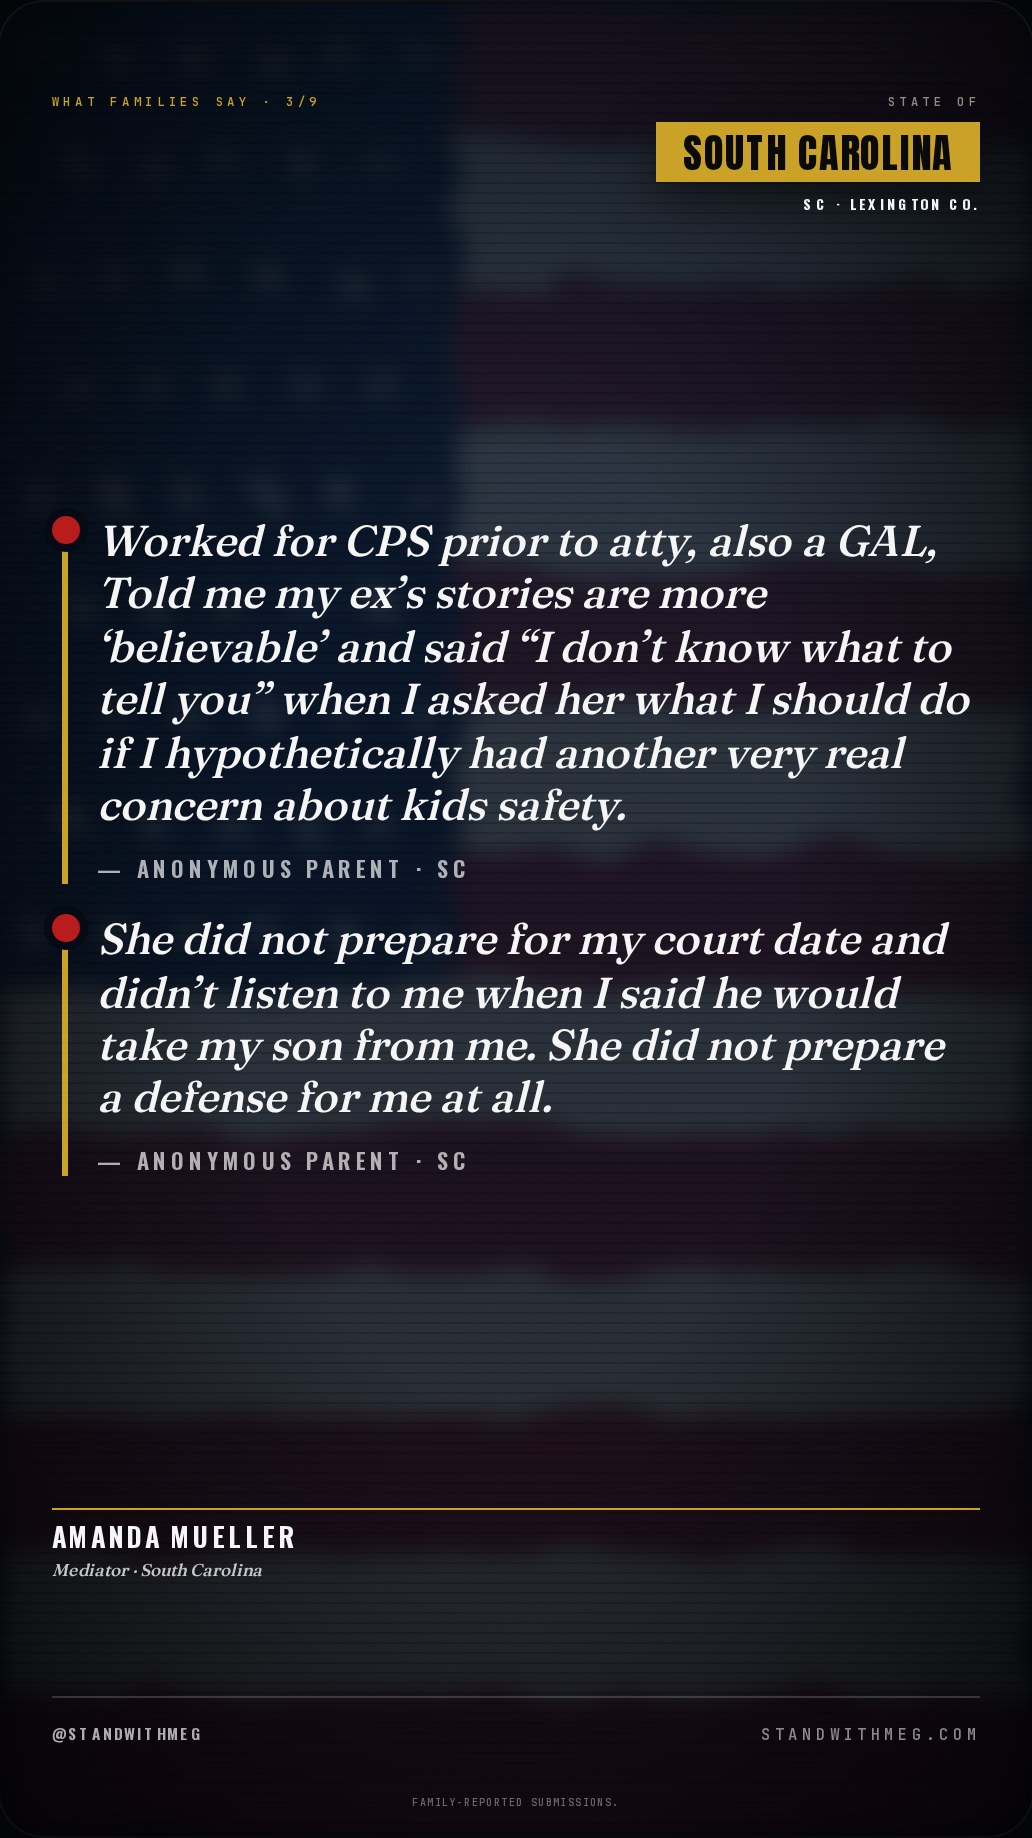 WHAT FAMILIES SAY · 3/9
STATE OF
SOUTH CAROLINA
SC · LEXINGTON CO.
Worked for CPS prior to atty, also a GAL,
Told me my ex’s stories are more
‘believable’ and said “I don’t know what to
tell you” when I asked her what I should do
if I hypothetically had another very real
concern about kids safety.
— ANONYMOUS PARENT · SC
She did not prepare for my court date and
didn’t listen to me when I said he would
take my son from me. She did not prepare
a defense for me at all.
— ANONYMOUS PARENT · SC
AMANDA MUELLER
Mediator · South Carolina
@STANDWITHMEG
STANDWITHMEG.COM
FAMILY-REPORTED SUBMISSIONS.